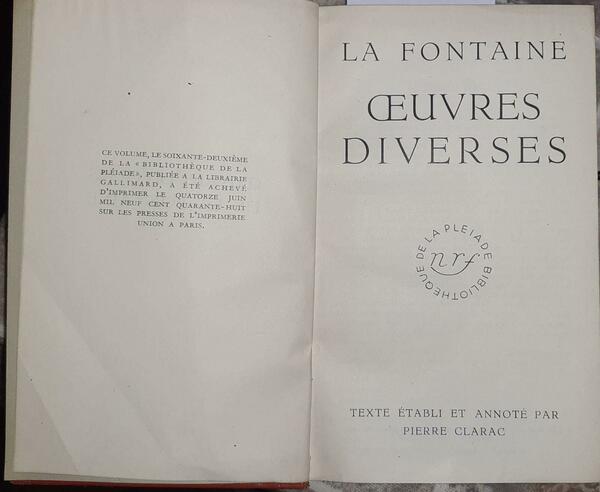 CE VOLUME, LE SOIXANTE-DEUXIÈME
DE LA « BIBLIOTHÈQUE DE LA
PLÉIADE», PUBLIÉE A LA LIBRAIRIE
GALLIMARD, A ÉTÉ ACHEVÉ
D'IMPRIMER LE QUATORZE JUIN
MIL NEUF CENT QUARANTE-HUIT
SUR LES PRESSES DE L'IMPRIMERIE
UNION A PARIS.
LA FONTAINE
ŒUVRES
DIVERSES
BIBLIOTHÈQUE DE LA PLEIADE
nrf
TEXTE ÉTABLI ET ANNOTÉ PAR
PIERRE CLARAC